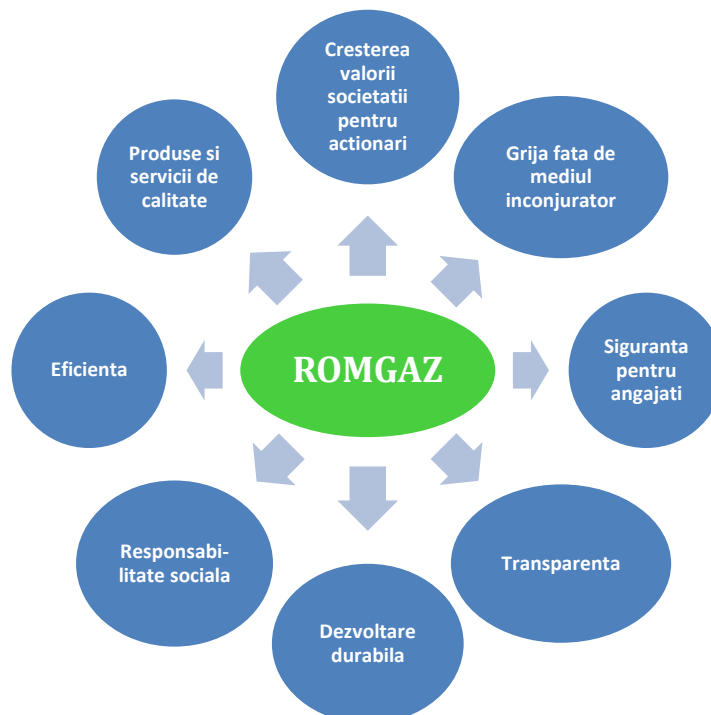 Cresterea
valorii
societatii
pentru
actionari
Grija fata de
mediul
inconjurator
Produse si
servicii de
calitate
Eficienta
ROMGAZ
Siguranta
pentru
angajati
Responsabi-
litate sociala
Transparenta
Dezvoltare
durabila